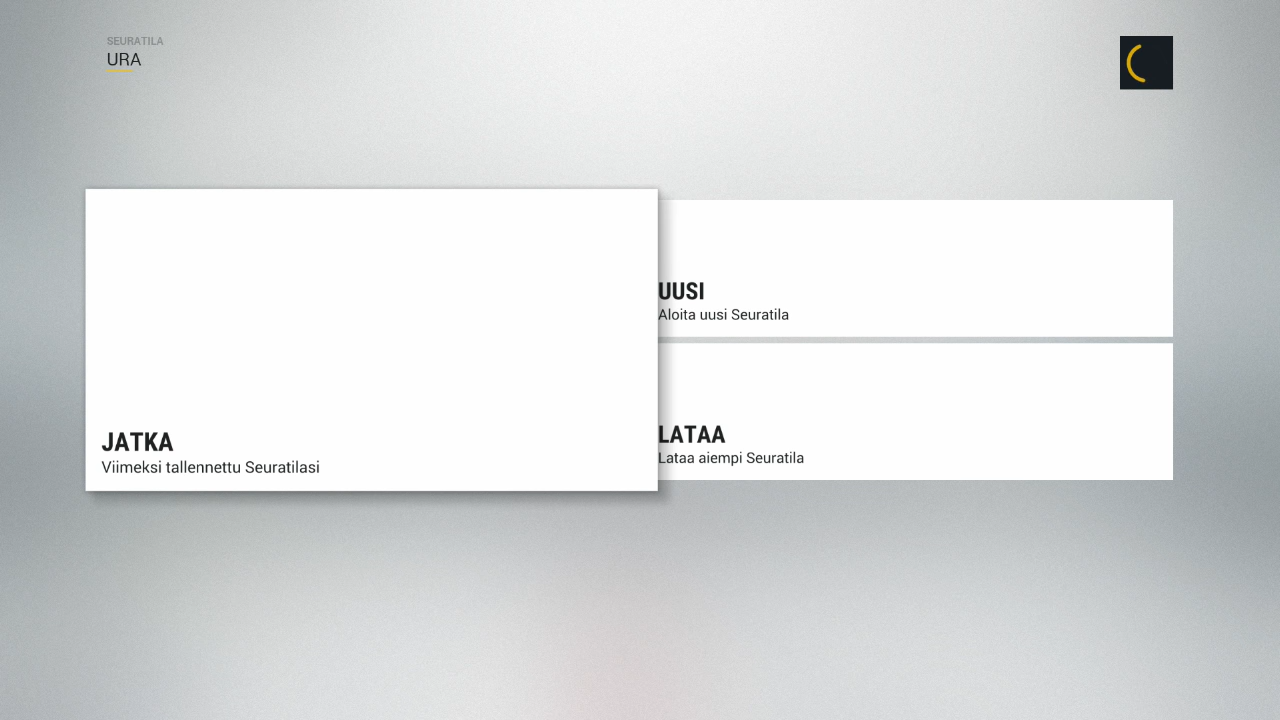 SEURATILA
URA
JATKA
Viimeksi tallennettu Seuratilasi
UUSI
Aloita uusi Seuratila
LATAA
Lataa aiempi Seuratila